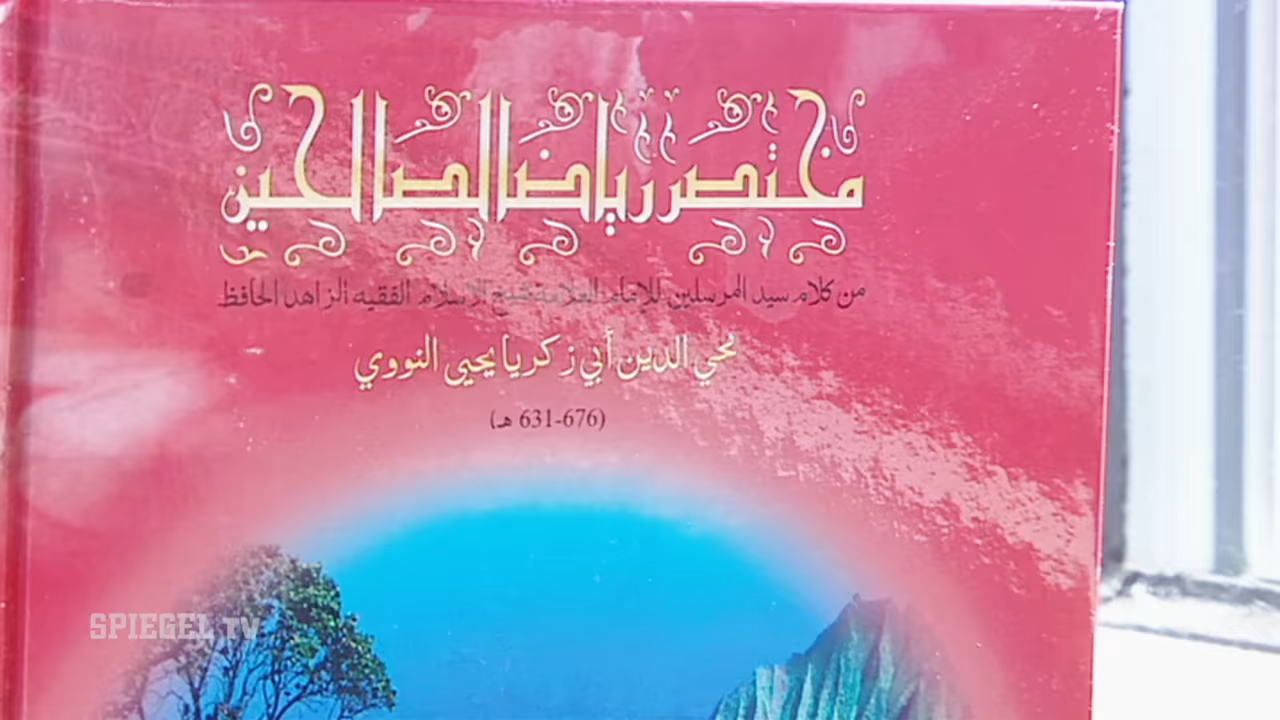 مختصر رياض الصالحين
من كلام سيد المرسلين للإمام العلامة شيخ الإسلام الفقيه الزاهد الحافظ
محي الدين أبي زكريا يحيى النووي
(631-676 هـ)
SPIEGEL TV